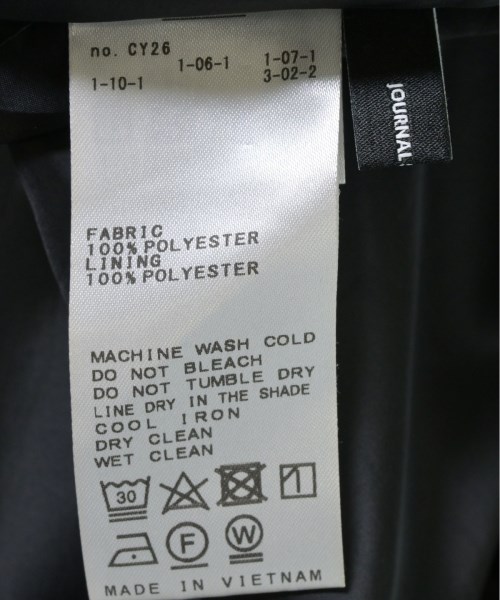 no. CY26
1-06-1 1-07-1
1-10-1 3-02-2
JOURNAL
FABRIC
100% POLYESTER
LINING
100% POLYESTER
MACHINE WASH COLD
DO NOT BLEACH
DO NOT TUMBLE DRY
LINE DRY IN THE SHADE
COOL IRON
DRY CLEAN
WET CLEAN
30
F W
MADE IN VIETNAM